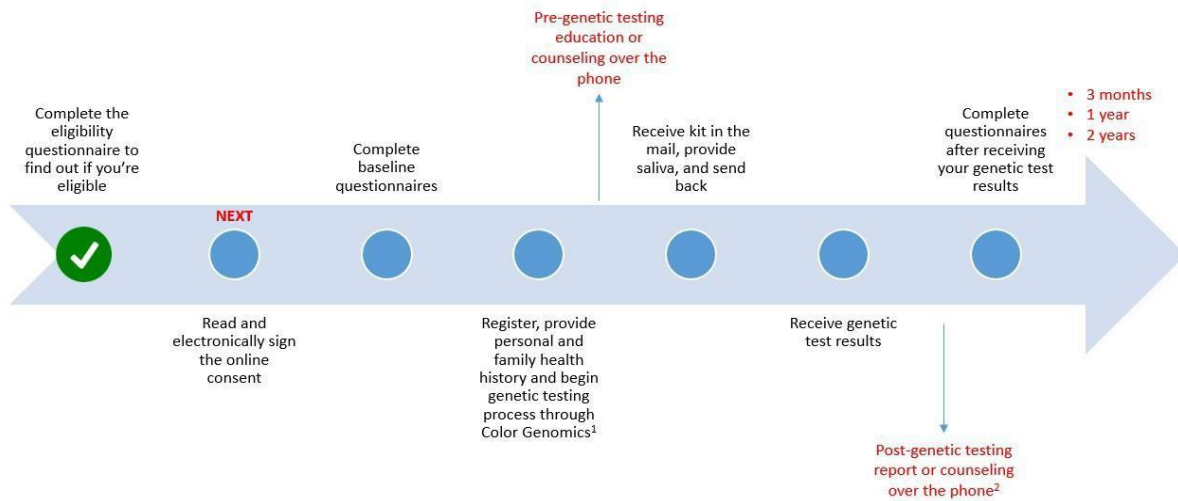 Complete the
eligibility
questionnaire to
find out if you're
eligible
NEXT
Read and
electronically sign
the online
consent
Complete
baseline
questionnaires
Register, provide
personal and
family health
history and begin
genetic testing
process through
Color Genomics¹
Pre-genetic testing
education or
counseling over the
phone
Receive kit in the
mail, provide
saliva, and send
back
Receive genetic
test results
Post-genetic testing
report or counseling
over the phone²
Complete
questionnaires
after receiving
your genetic test
results
• 3 months
• 1 year
• 2 years